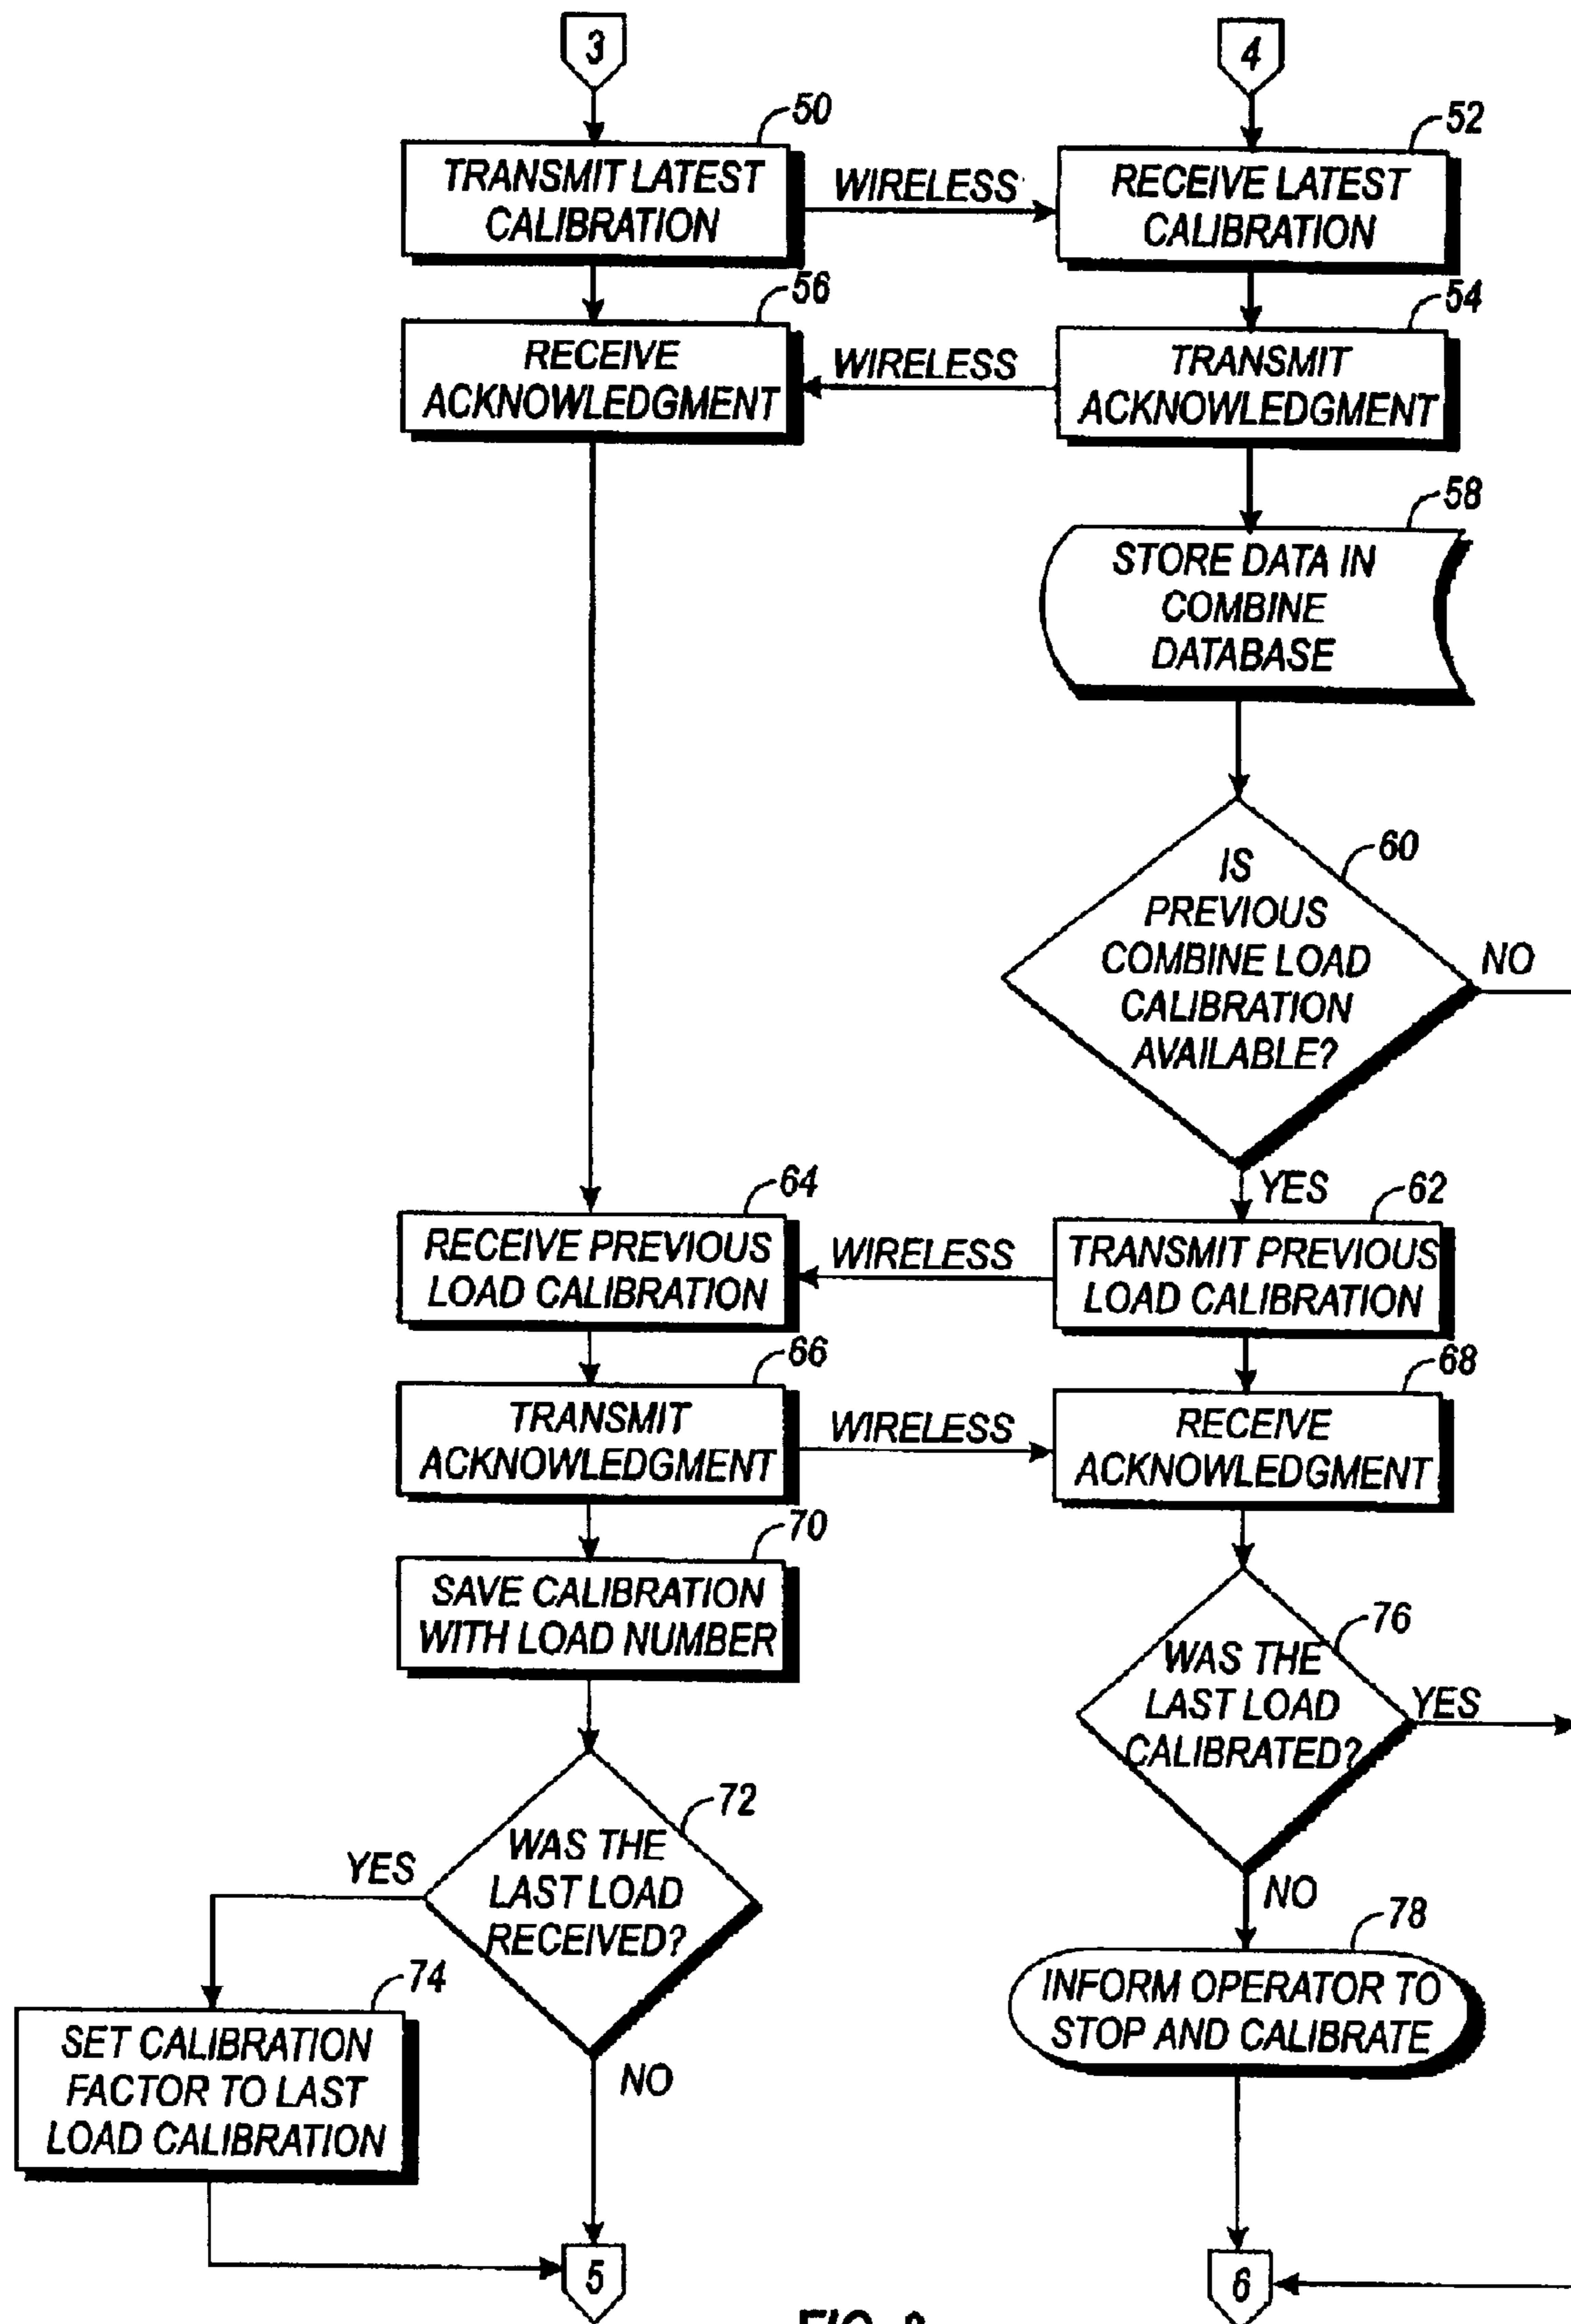 3
4
50
52
TRANSMIT LATEST
CALIBRATION
WIRELESS
RECEIVE LATEST
CALIBRATION
56
54
RECEIVE
ACKNOWLEDGMENT
WIRELESS
TRANSMIT
ACKNOWLEDGMENT
58
STORE DATA IN
COMBINE
DATABASE
60
IS
PREVIOUS
COMBINE LOAD
CALIBRATION
AVAILABLE?
NO
YES
64
62
RECEIVE PREVIOUS
LOAD CALIBRATION
WIRELESS
TRANSMIT PREVIOUS
LOAD CALIBRATION
66
68
TRANSMIT
ACKNOWLEDGMENT
WIRELESS
RECEIVE
ACKNOWLEDGMENT
70
SAVE CALIBRATION
WITH LOAD NUMBER
76
WAS THE
LAST LOAD
CALIBRATED?
YES
NO
72
WAS THE
LAST LOAD
RECEIVED?
YES
NO
74
SET CALIBRATION
FACTOR TO LAST
LOAD CALIBRATION
78
INFORM OPERATOR TO
STOP AND CALIBRATE
5
6